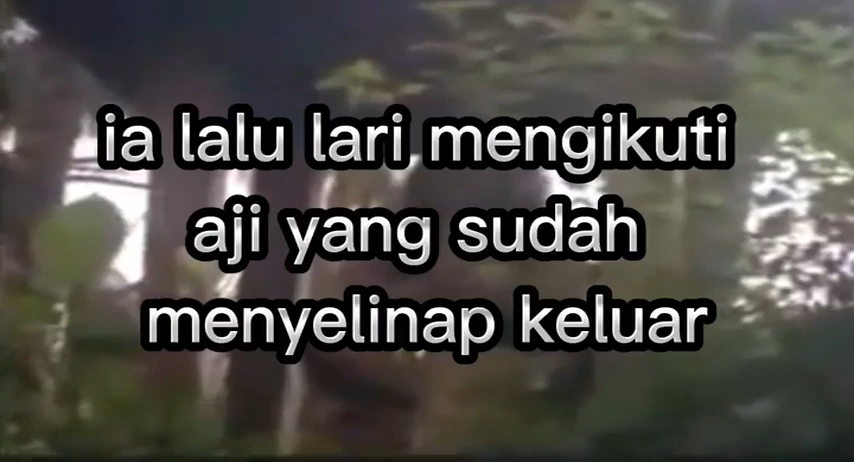 ia lalu lari mengikuti
aji yang sudah
menyelinap keluar